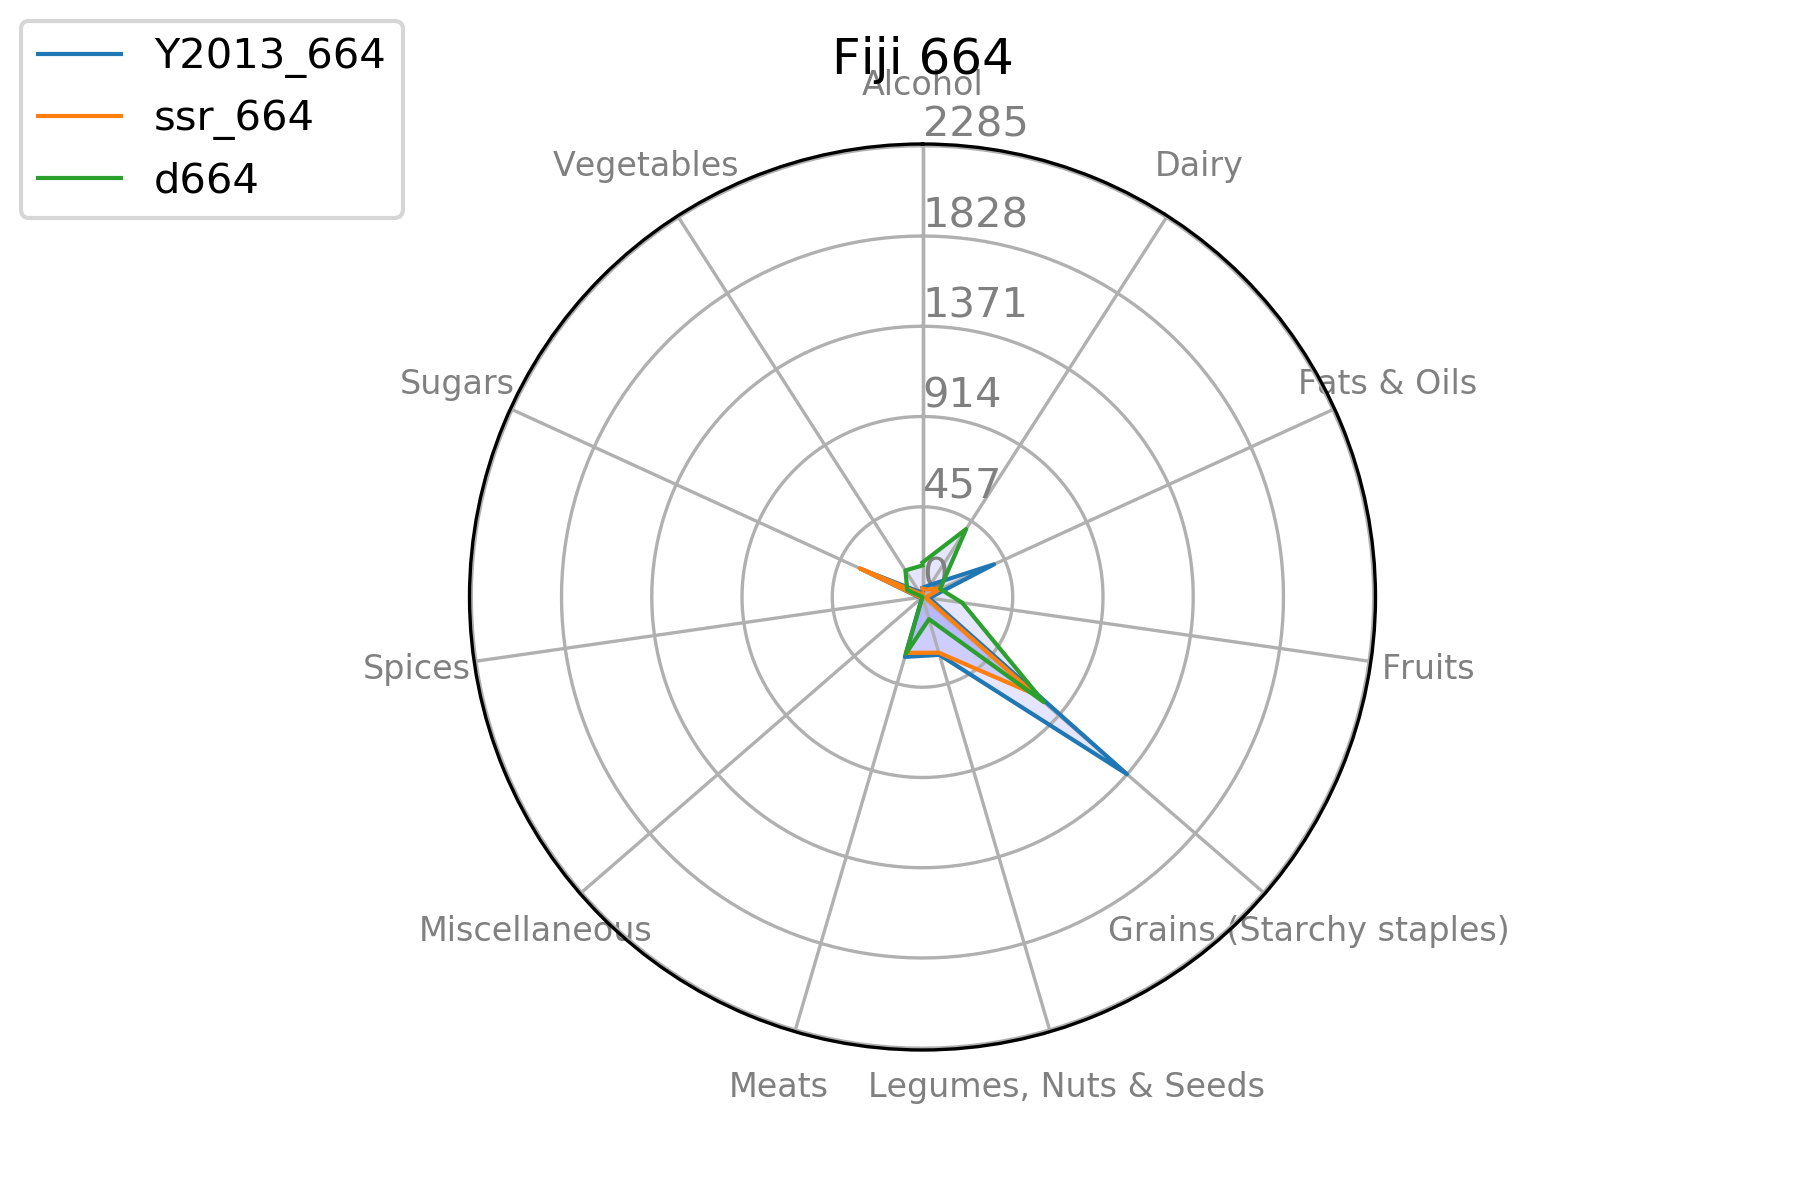 Y2013_664
ssr_664
d664
Fiji 664
Alcohol
2285
1828
1371
914
457
0
Dairy
Vegetables
Fats & Oils
Sugars
Fruits
Spices
Grains (Starchy staples)
Miscellaneous
Meats
Legumes, Nuts & Seeds